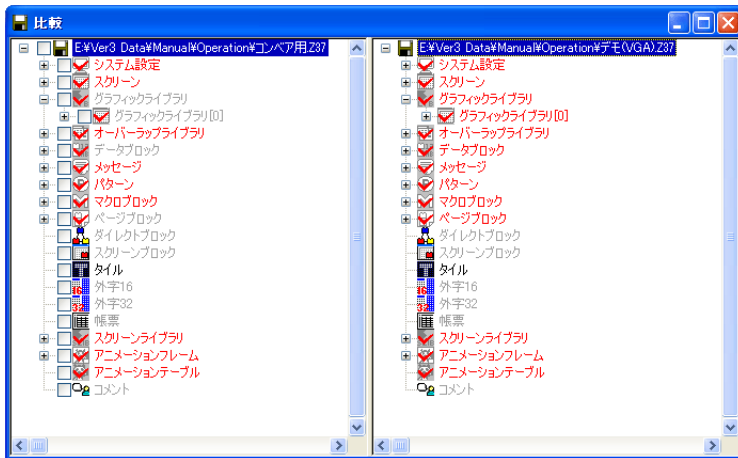 比較
E:¥Ver3 Data¥Manual¥Operation¥コンベア用.Z37
システム設定
スクリーン
グラフィックライブラリ
グラフィックライブラリ[0]
オーバーラップライブラリ
データブロック
メッセージ
パターン
マクロブロック
ページブロック
ダイレクトブロック
スクリーンブロック
タイル
外字16
外字32
帳票
スクリーンライブラリ
アニメーションフレーム
アニメーションテーブル
コメント
E:¥Ver3 Data¥Manual¥Operation¥デモ(VGA).Z37
システム設定
スクリーン
グラフィックライブラリ
グラフィックライブラリ[0]
オーバーラップライブラリ
データブロック
メッセージ
パターン
マクロブロック
ページブロック
ダイレクトブロック
スクリーンブロック
タイル
外字16
外字32
帳票
スクリーンライブラリ
アニメーションフレーム
アニメーションテーブル
コメント